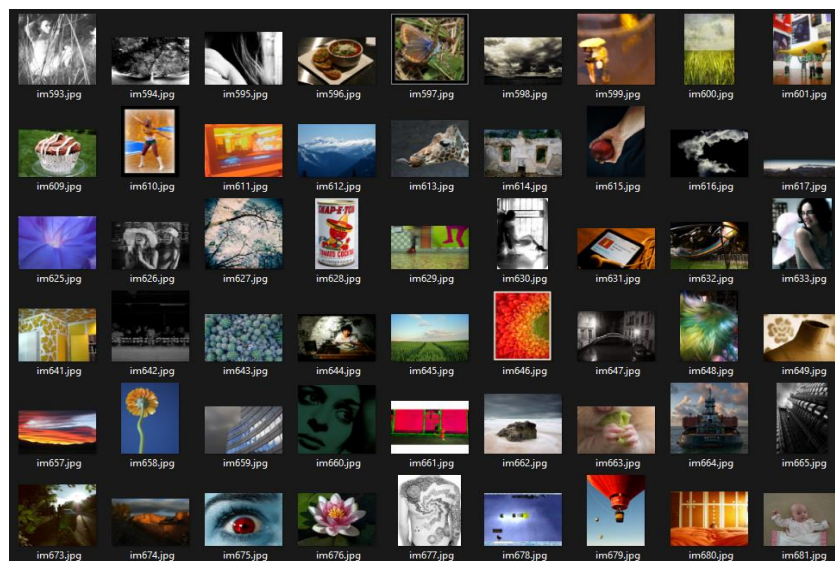 im593.jpg im594.jpg im595.jpg im596.jpg im597.jpg im598.jpg im599.jpg im600.jpg im601.jpg
im609.jpg im610.jpg im611.jpg im612.jpg im613.jpg im614.jpg im615.jpg im616.jpg im617.jpg
SNAP-E-TOM
TOMATO COCKTAIL
im625.jpg im626.jpg im627.jpg im628.jpg im629.jpg im630.jpg im631.jpg im632.jpg im633.jpg
im641.jpg im642.jpg im643.jpg im644.jpg im645.jpg im646.jpg im647.jpg im648.jpg im649.jpg
im657.jpg im658.jpg im659.jpg im660.jpg im661.jpg im662.jpg im663.jpg im664.jpg im665.jpg
im673.jpg im674.jpg im675.jpg im676.jpg im677.jpg im678.jpg im679.jpg im680.jpg im681.jpg